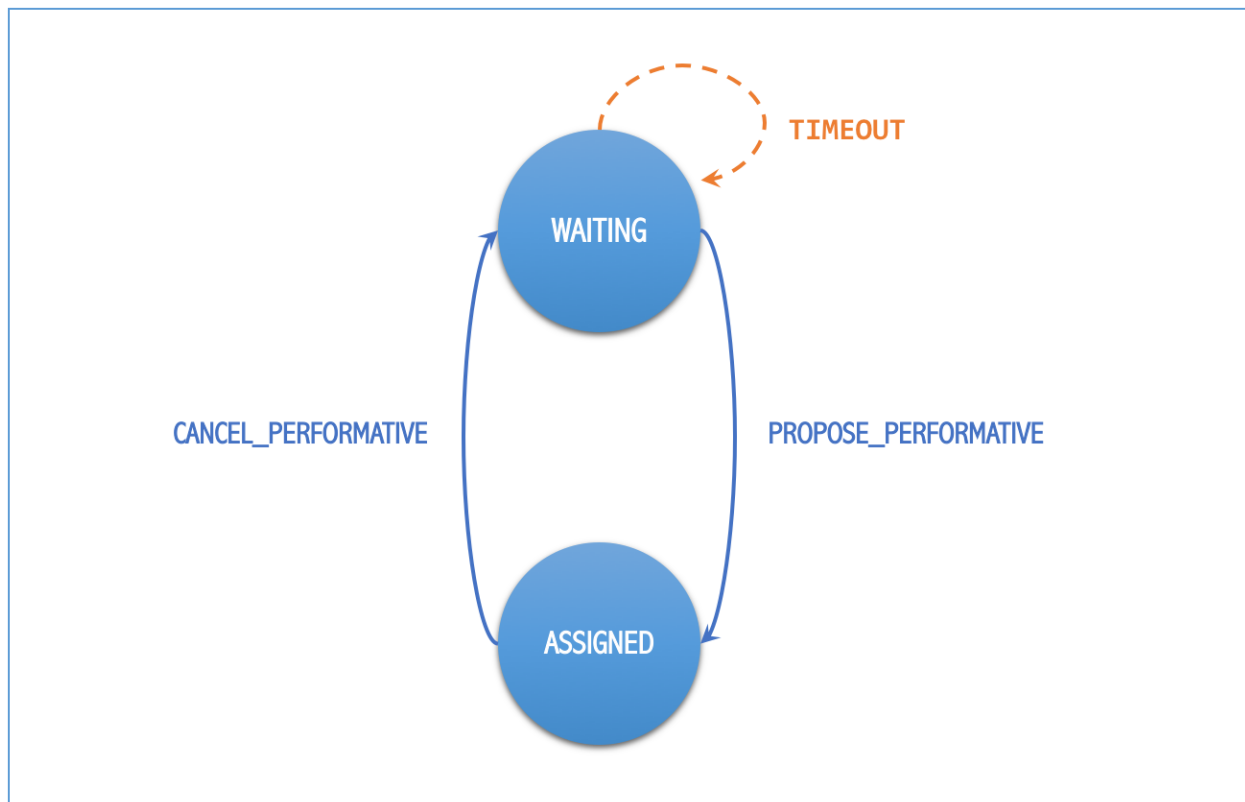 TIMEOUT
WAITING
CANCEL_PERFORMATIVE
PROPOSE_PERFORMATIVE
ASSIGNED